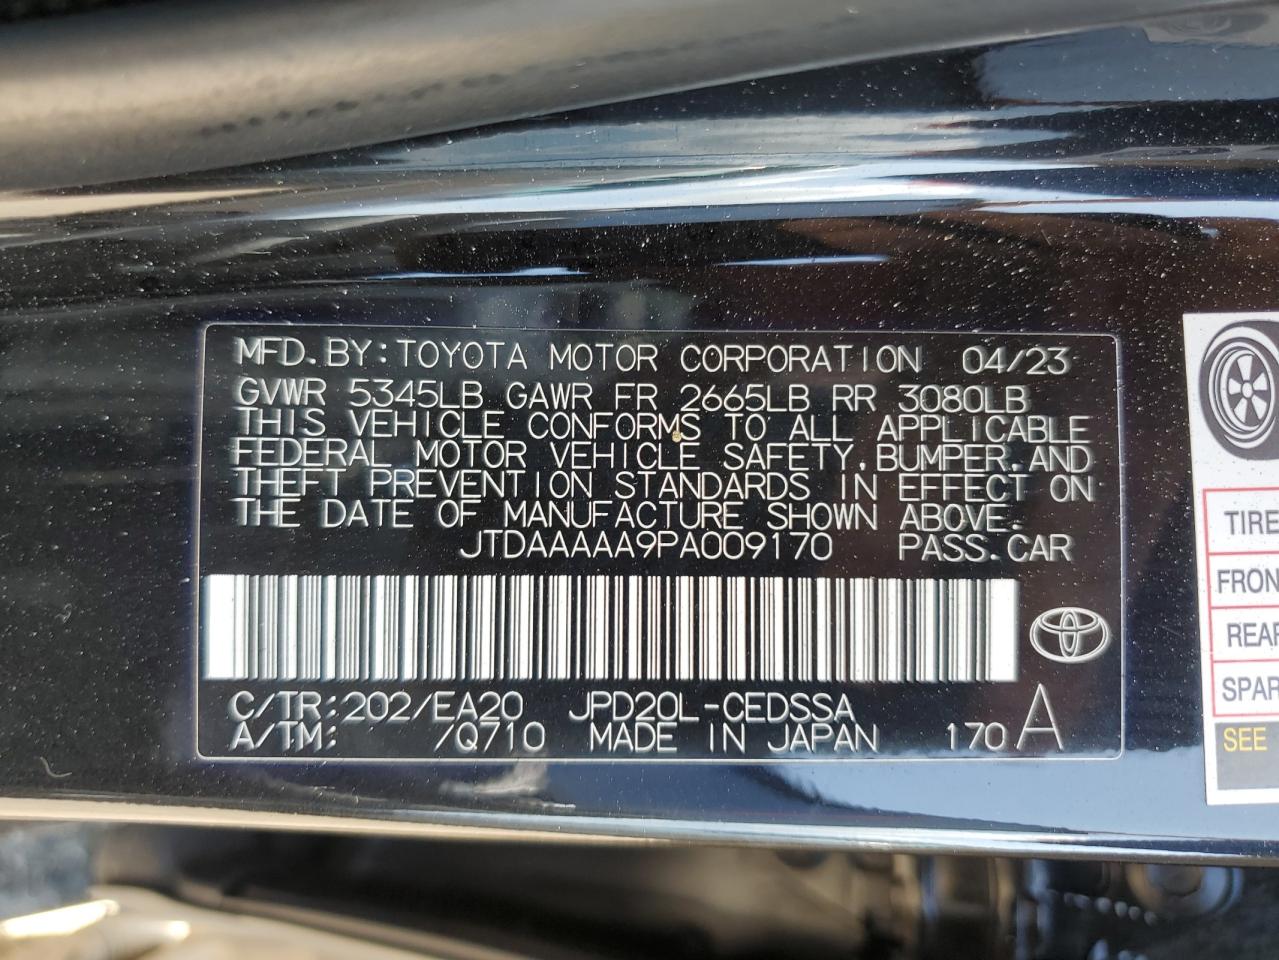 MFD.BY:TOYOTA MOTOR CORPORATION 04/23
GVWR 5345LB GAWR FR 2665LB RR 3080LB
THIS VEHICLE CONFORMS TO ALL APPLICABLE
FEDERAL MOTOR VEHICLE SAFETY,BUMPER,AND
THEFT PREVENTION STANDARDS IN EFFECT ON
THE DATE OF MANUFACTURE SHOWN ABOVE.
JTDAAAAAA9PA009170 PASS.CAR
C/TR:202/EA20 JPD20L-CEDSSA
A/TM: /Q710 MADE IN JAPAN 170 A
TIRE
FRON
REAR
SPAR
SEE